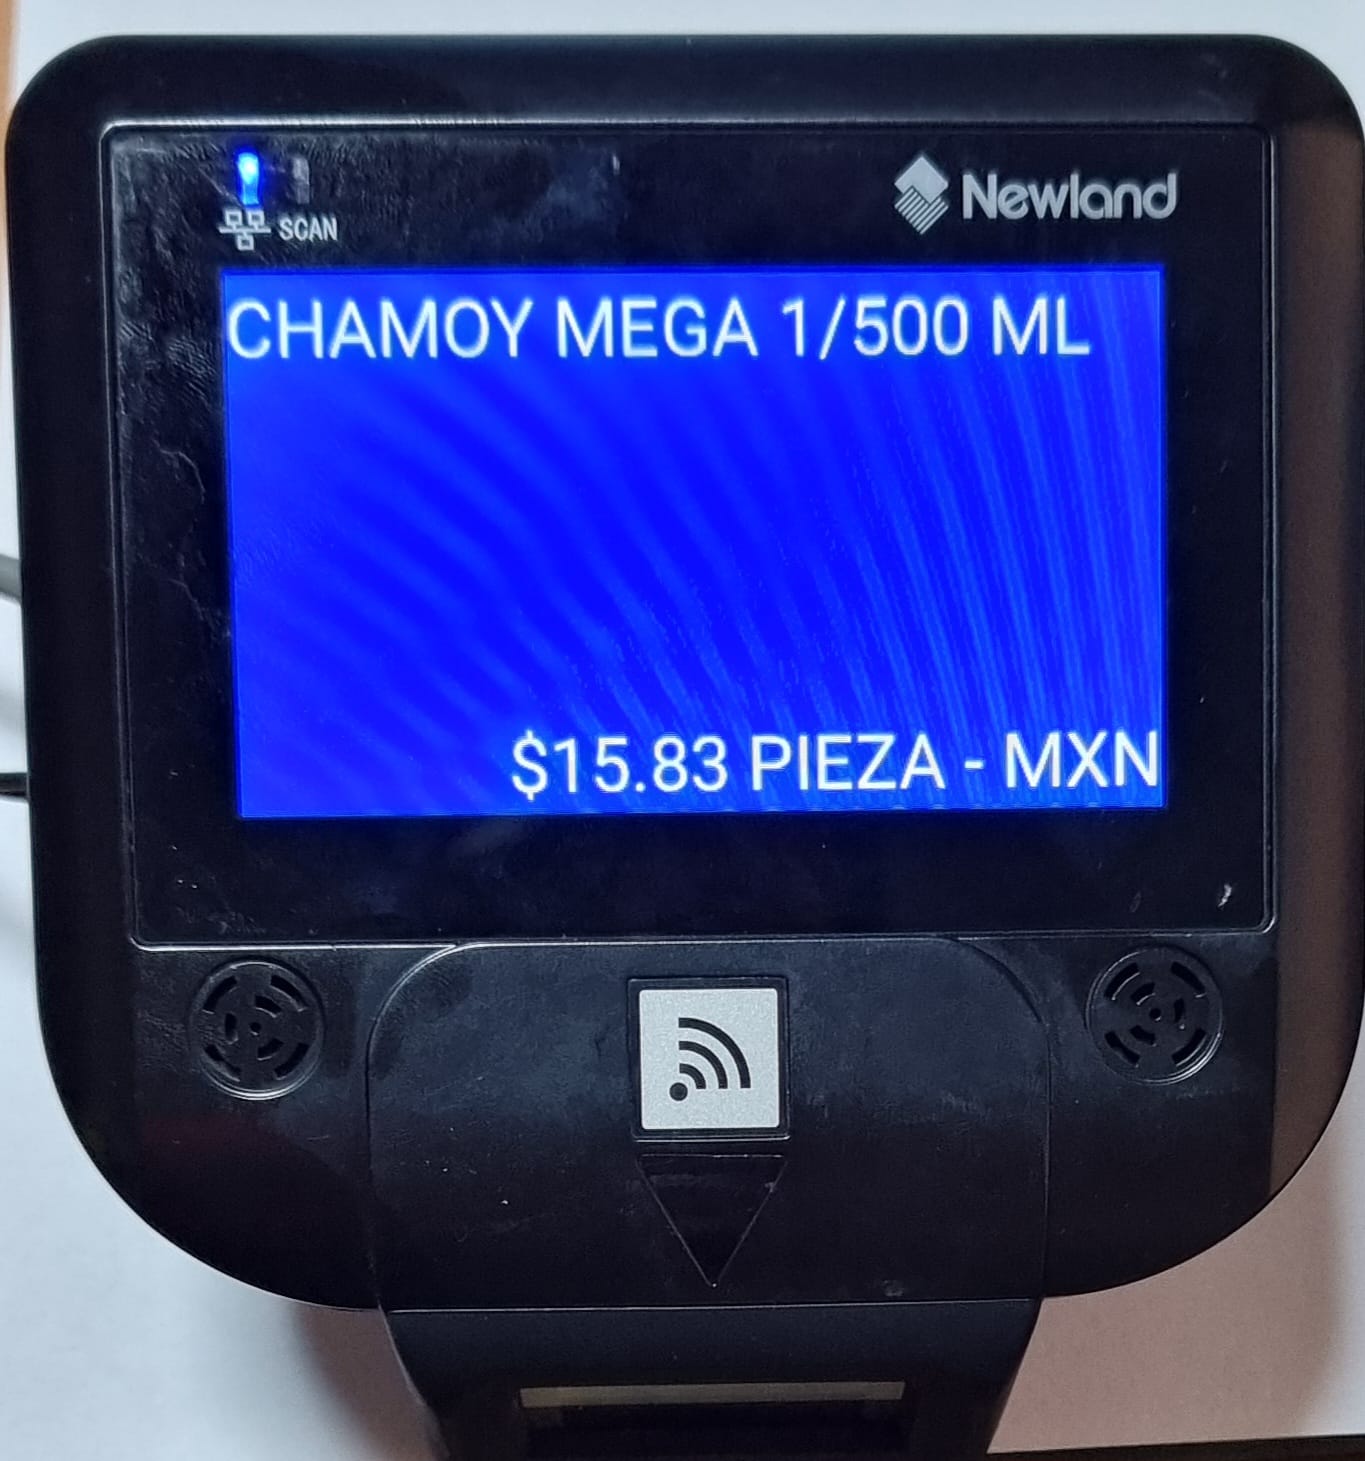 SCAN
Newland
CHAMOY MEGA 1/500 ML
$15.83 PIEZA - MXN